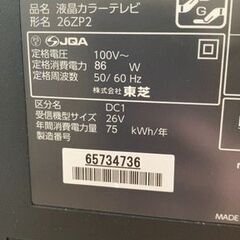 品名 液晶カラーテレビ
形名 26ZP2
JQA
定格電圧 100V～
定格消費電力 86 W
定格周波数 50/60 Hz
株式会社 東芝
区分名 DC1
受信機型サイズ 26V
年間消費電力量 75 kWh/年
製造番号
65734736
MADE